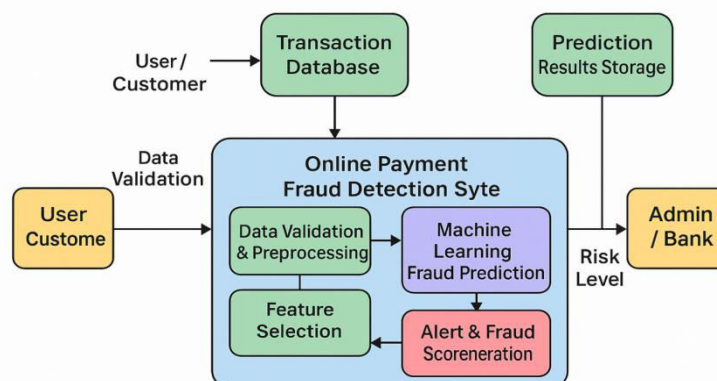 Transaction
Database
Prediction
Results Storage
User/
Customer
Data
Validation
Online Payment
Fraud Detection Syte
User
Custome
Data Validation
& Preprocessing
Machine
Learning
Fraud Prediction
Admin
/ Bank
Risk
Level
Feature
Selection
Alert & Fraud
Scoreneration